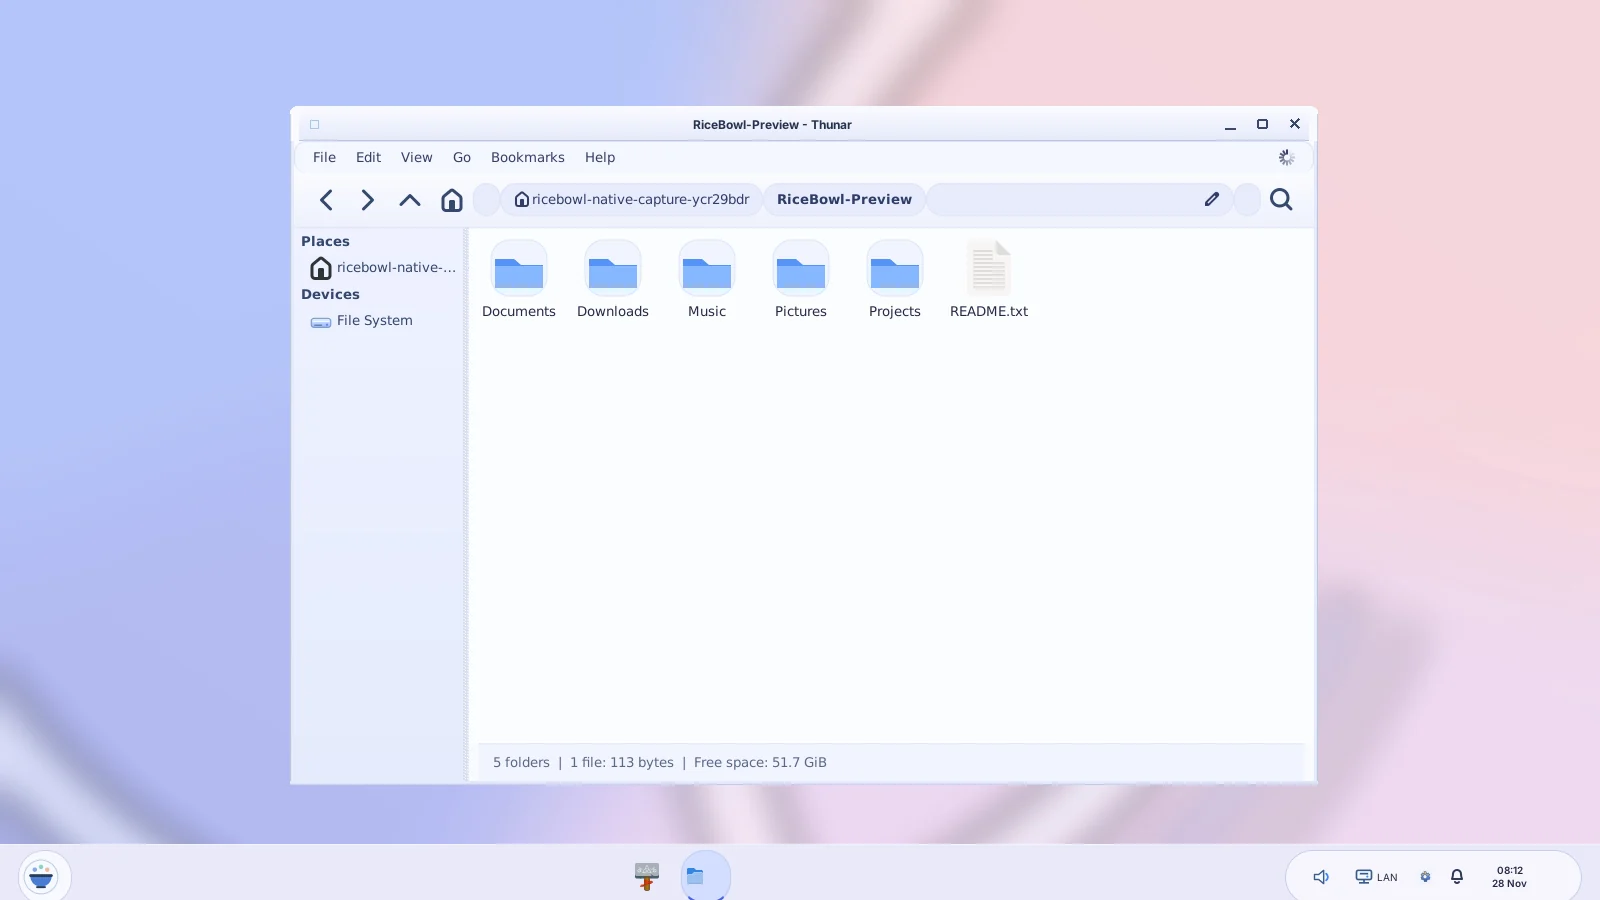 RiceBowl-Preview - Thunar
File Edit View Go Bookmarks Help
ricebowl-native-capture-ycr29bdr RiceBowl-Preview
Places
ricebowl-native-...
Devices
File System
Documents Downloads Music Pictures Projects README.txt
5 folders | 1 file: 113 bytes | Free space: 51.7 GiB
LAN
08:12
28 Nov